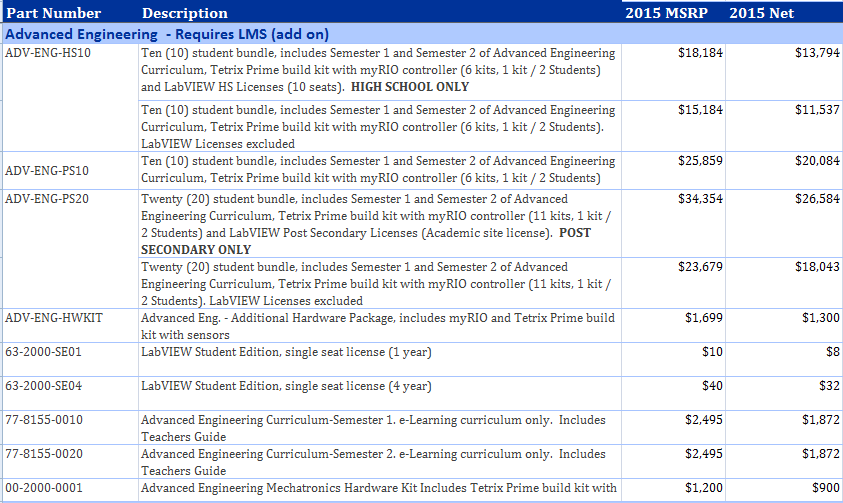 Part Number Description 2015 MSRP 2015 Net
Advanced Engineering - Requires LMS (add on)
ADV-ENG-HS10 Ten (10) student bundle, includes Semester 1 and Semester 2 of Advanced Engineering $18,184 $13,794
Curriculum, Tetrix Prime build kit with myRIO controller (6 kits, 1 kit / 2 Students)
and LabVIEW HS Licenses (10 seats). HIGH SCHOOL ONLY
Ten (10) student bundle, includes Semester 1 and Semester 2 of Advanced Engineering $15,184 $11,537
Curriculum, Tetrix Prime build kit with myRIO controller (6 kits, 1 kit / 2 Students).
LabVIEW Licenses excluded
Ten (10) student bundle, includes Semester 1 and Semester 2 of Advanced Engineering $25,859 $20,084
ADV-ENG-PS10 Curriculum, Tetrix Prime build kit with myRIO controller (6 kits, 1 kit / 2 Students)
ADV-ENG-PS20 Twenty (20) student bundle, includes Semester 1 and Semester 2 of Advanced $34,354 $26,584
Engineering Curriculum, Tetrix Prime build kit with myRIO controller (11 kits, 1 kit /
2 Students) and LabVIEW Post Secondary Licenses (Academic site license). POST
SECONDARY ONLY
Twenty (20) student bundle, includes Semester 1 and Semester 2 of Advanced $23,679 $18,043
Engineering Curriculum, Tetrix Prime build kit with myRIO controller (11 kits, 1 kit /
2 Students). LabVIEW Licenses excluded
ADV-ENG-HWKIT Advanced Eng. - Additional Hardware Package, includes myRIO and Tetrix Prime build $1,699 $1,300
kit with sensors
63-2000-SE01 LabVIEW Student Edition, single seat license (1 year) $10 $8
63-2000-SE04 LabVIEW Student Edition, single seat license (4 year) $40 $32
77-8155-0010 Advanced Engineering Curriculum-Semester 1. e-Learning curriculum only. Includes $2,495 $1,872
Teachers Guide
77-8155-0020 Advanced Engineering Curriculum-Semester 2. e-Learning curriculum only. Includes $2,495 $1,872
Teachers Guide
00-2000-0001 Advanced Engineering Mechatronics Hardware Kit Includes Tetrix Prime build kit with $1,200 $900